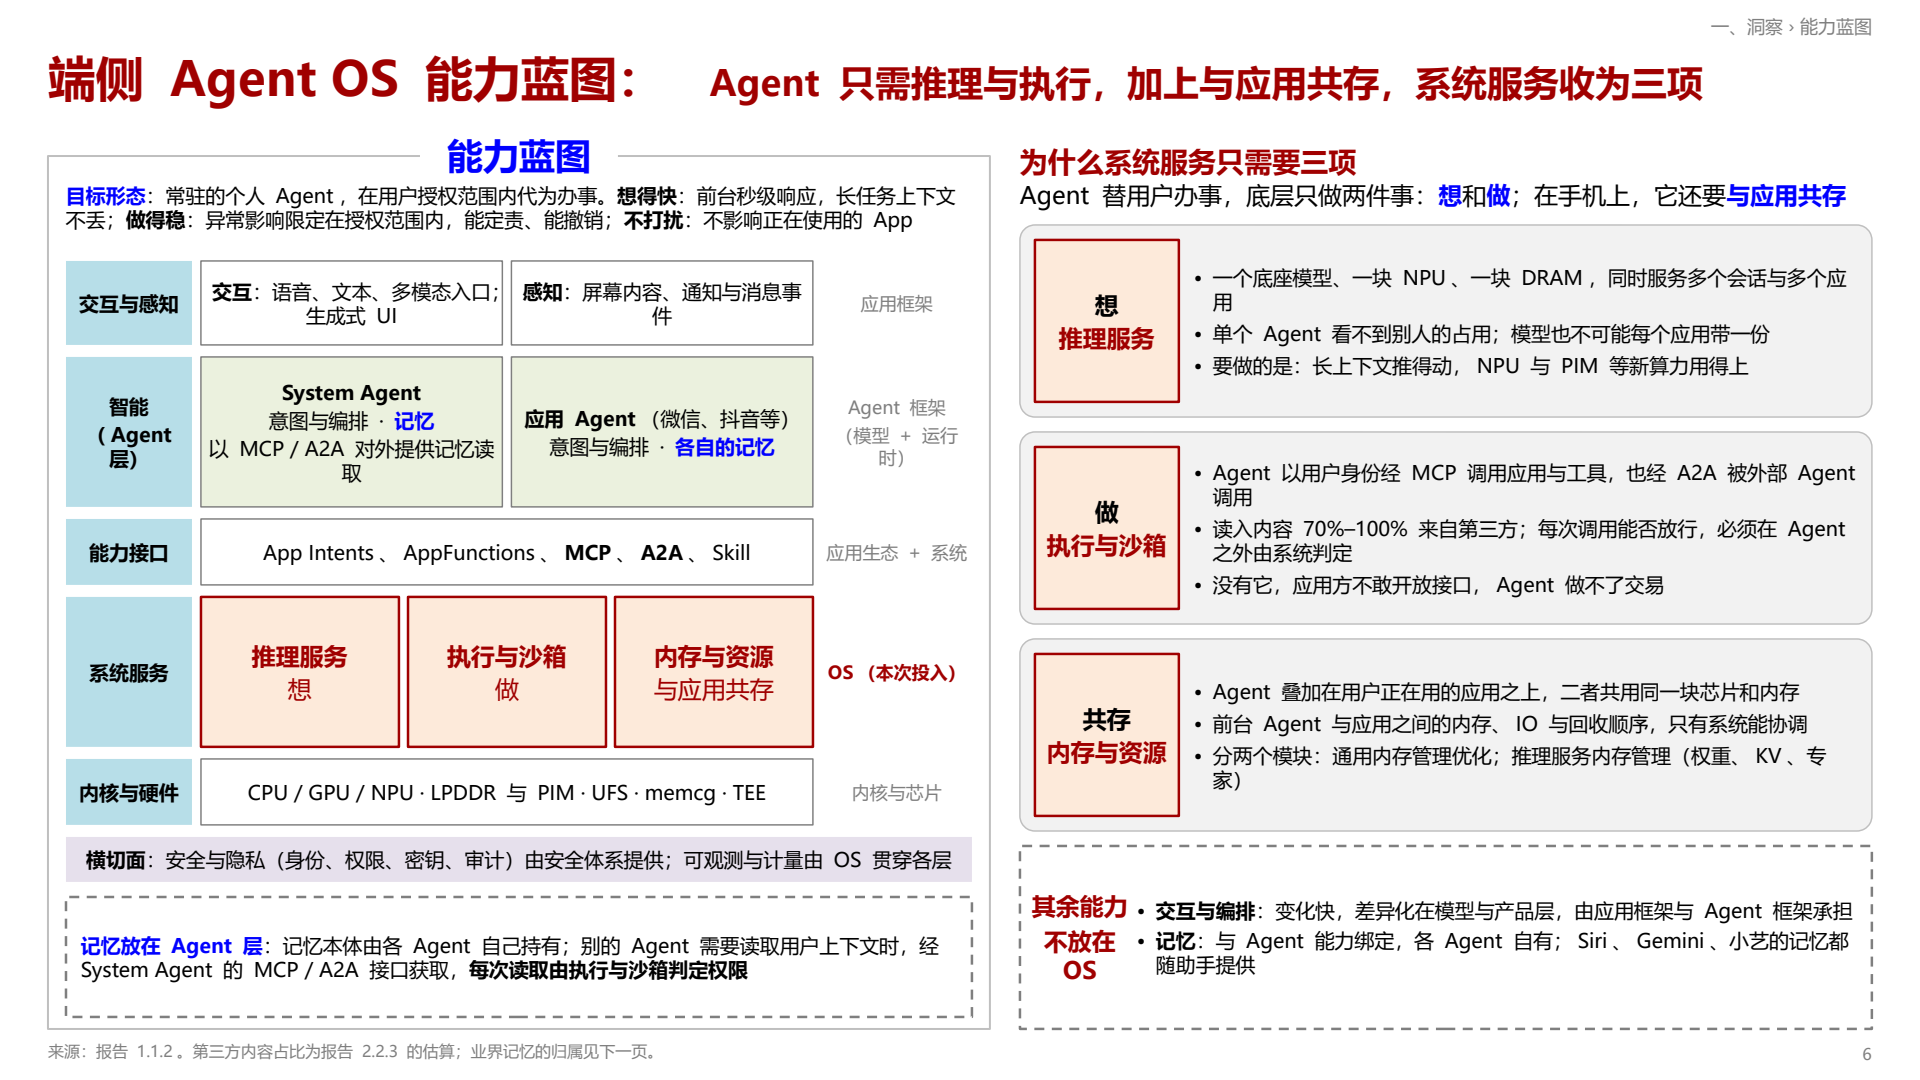 一、洞察 › 能力蓝图
端侧 Agent OS 能力蓝图： Agent 只需推理与执行，加上与应用共存，系统服务收为三项
能力蓝图
目标形态：常驻的个人 Agent ，在用户授权范围内代为办事。想得快：前台秒级响应，长任务上下文
不丢；做得稳：异常影响限定在授权范围内，能定责、能撤销；不打扰：不影响正在使用的 App
交互与感知
交互：语音、文本、多模态入口；
生成式 UI
感知：屏幕内容、通知与消息事
件
应用框架
智能
（ Agent
层）
System Agent
意图与编排 · 记忆
以 MCP / A2A 对外提供记忆读
取
应用 Agent （微信、抖音等）
意图与编排 · 各自的记忆
Agent 框架
（模型 + 运行
时）
能力接口
App Intents 、 AppFunctions 、 MCP 、 A2A 、 Skill
应用生态 + 系统
系统服务
推理服务
想
执行与沙箱
做
内存与资源
与应用共存
OS （本次投入）
内核与硬件
CPU / GPU / NPU · LPDDR 与 PIM · UFS · memcg · TEE
内核与芯片
横切面：安全与隐私（身份、权限、密钥、审计）由安全体系提供；可观测与计量由 OS 贯穿各层
记忆放在 Agent 层：记忆本体由各 Agent 自己持有；别的 Agent 需要读取用户上下文时，经
System Agent 的 MCP / A2A 接口获取，每次读取由执行与沙箱判定权限
为什么系统服务只需要三项
Agent 替用户办事，底层只做两件事：想和做；在手机上，它还要与应用共存
想
推理服务
• 一个底座模型、一块 NPU 、一块 DRAM ，同时服务多个会话与多个应
用
• 单个 Agent 看不到别人的占用；模型也不可能每个应用带一份
• 要做的是：长上下文推得动， NPU 与 PIM 等新算力用得上
做
执行与沙箱
• Agent 以用户身份经 MCP 调用应用与工具，也经 A2A 被外部 Agent
调用
• 读入内容 70%–100% 来自第三方；每次调用能否放行，必须在 Agent
之外由系统判定
• 没有它，应用方不敢开放接口， Agent 做不了交易
共存
内存与资源
• Agent 叠加在用户正在用的应用之上，二者共用同一块芯片和内存
• 前台 Agent 与应用之间的内存、 IO 与回收顺序，只有系统能协调
• 分两个模块：通用内存管理优化；推理服务内存管理（权重、 KV 、专
家）
其余能力
不放在
OS
• 交互与编排：变化快，差异化在模型与产品层，由应用框架与 Agent 框架承担
• 记忆：与 Agent 能力绑定，各 Agent 自有； Siri 、 Gemini 、小艺的记忆都
随助手提供
来源：报告 1.1.2 。第三方内容占比为报告 2.2.3 的估算；业界记忆的归属见下一页。
6